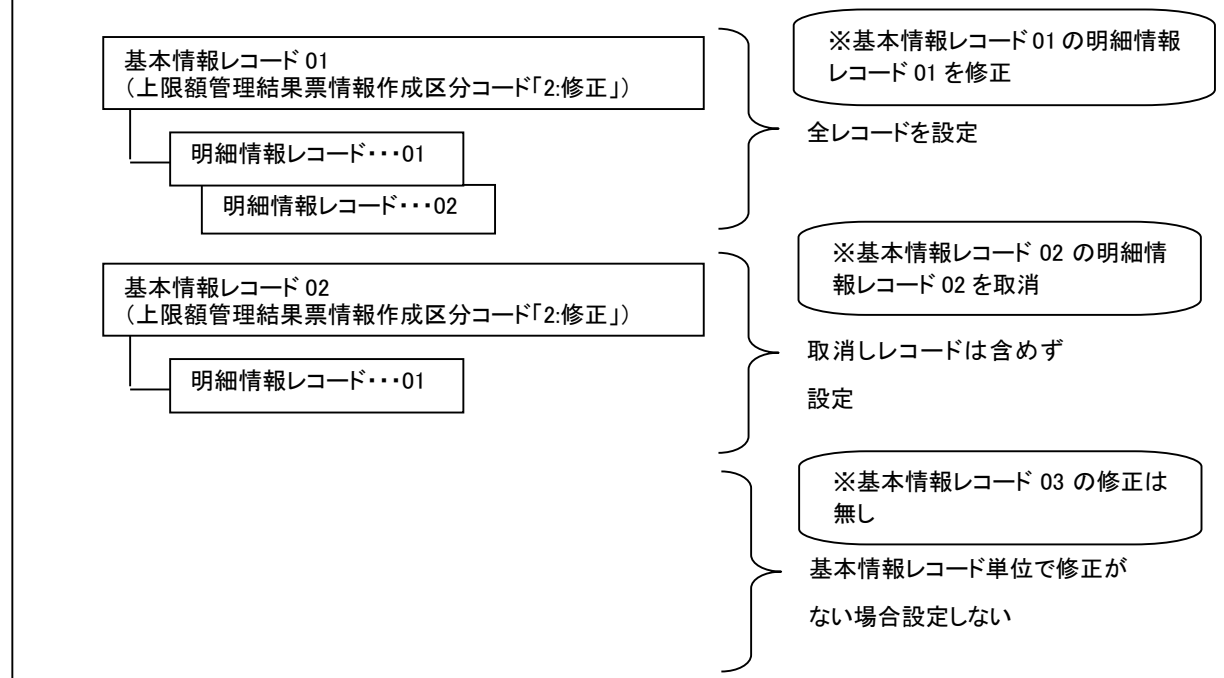 基本情報レコード 01
（上限額管理結果票情報作成区分コード「2:修正」）
明細情報レコード・・・01
明細情報レコード・・・02
※基本情報レコード 01 の明細情報
レコード 01 を修正
全レコードを設定
基本情報レコード 02
（上限額管理結果票情報作成区分コード「2:修正」）
明細情報レコード・・・01
※基本情報レコード 02 の明細情
報レコード 02 を取消
取消しレコードは含めず
設定
※基本情報レコード 03 の修正は
無し
基本情報レコード単位で修正が
ない場合設定しない